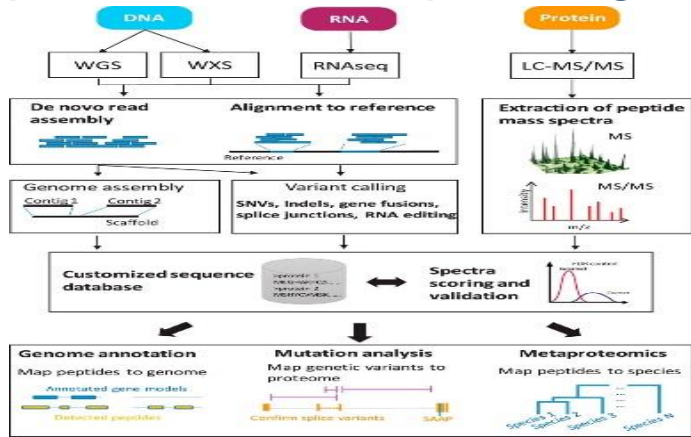 DNA
RNA
Protein
WGS
WXS
RNAseq
LC-MS/MS
De novo read
assembly
Alignment to reference
Reference
Extraction of peptide
mass spectra
MS
MS/MS
Intensity
m/z
Genome assembly
Contig 1 Contig 2
Scaffold
Variant calling
SNVs, Indels, gene fusions,
splice junctions, RNA editing
Customized sequence
database
Spectra
scoring and
validation
Genome annotation
Map peptides to genome
Annotated gene models
Detected peptides
Mutation analysis
Map genetic variants to
proteome
Confirm splice variants
SAAP
Metaproteomics
Map peptides to species
Species 1
Species 2
Species 3
Species N